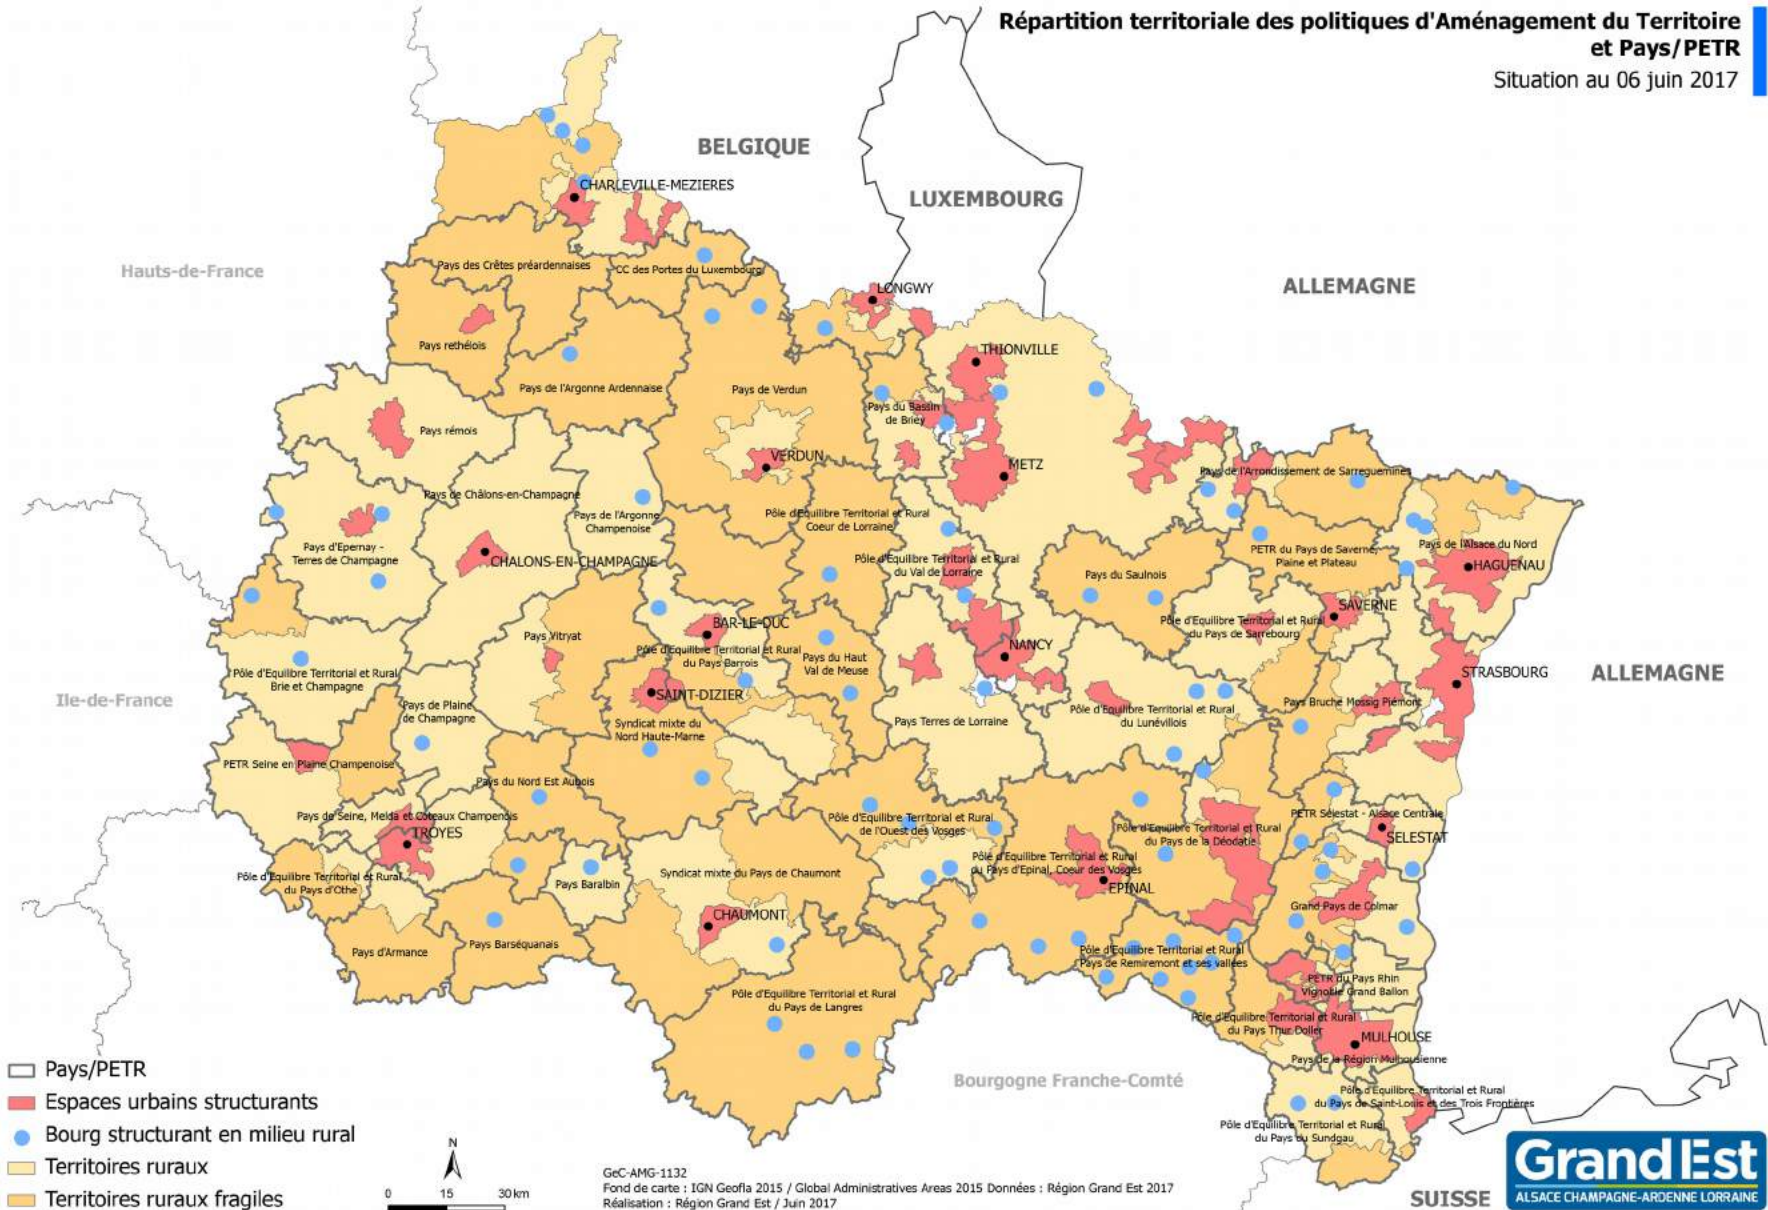 Répartition territoriale des politiques d'Aménagement du Territoire
et Pays/PETR
Situation au 06 juin 2017
BELGIQUE
LUXEMBOURG
ALLEMAGNE
Hauts-de-France
CHARLEVILLE-MEZIERES
Pays des Crêtes préardennaises
CC des Portes du Luxembourg
LONGWY
Pays rethélois
THIONVILLE
Pays de l'Argonne Ardennaise
Pays de Verdun
Pays du Bassin
de Briey
Pays rémois
VERDUN
METZ
Pays de l'Arrondissement de Sarreguemines
Pays de Châlons-en-Champagne
Pays de l'Argonne
Champenoise
Pôle d'Equilibre Territorial et Rural
Coeur de Lorraine
Pays d'Epernay -
Terres de Champagne
CHALONS-EN-CHAMPAGNE
Pôle d'Equilibre Territorial et Rural
du Val de Lorraine
Pays du Saulnois
PETR du Pays de Saverne,
Plaine et Plateau
Pays de l'Alsace du Nord
HAGUENAU
SAVERNE
BAR-LE-DUC
Pays Vitryat
Pôle d'Equilibre Territorial et Rural
du Pays Barrois
Pays du Haut
Val de Meuse
NANCY
Pôle d'Equilibre Territorial et Rural
du Pays de Sarrebourg
STRASBOURG
ALLEMAGNE
Pôle d'Equilibre Territorial et Rural
Brie et Champagne
Ile-de-France
SAINT-DIZIER
Pays de Plaine
de Champagne
Syndicat mixte du
Nord Haute-Marne
Pays Terres de Lorraine
Pôle d'Equilibre Territorial et Rural
du Lunévillois
Pays Bruche Mossig Piémont
PETR Seine en Plaine Champenoise
Pays du Nord Est Aubois
Pays de Seine, Melda et Coteaux Champenois
TROYES
Pôle d'Equilibre Territorial et Rural
de l'Ouest des Vosges
Pôle d'Equilibre Territorial et Rural
du Pays de la Déodatie
PETR Sélestat - Alsace Centrale
SELESTAT
Pôle d'Equilibre Territorial et Rural
du Pays d'Othe
Pays Baralbin
Syndicat mixte du Pays de Chaumont
Pôle d'Equilibre Territorial et Rural
du Pays d'Epinal, Coeur des Vosges
EPINAL
Grand Pays de Colmar
CHAUMONT
Pays d'Armance
Pays Barséquanais
Pôle d'Equilibre Territorial et Rural
Pays de Remiremont et ses vallées
PETR du Pays Rhin
Vignoble Grand Ballon
Pôle d'Equilibre Territorial et Rural
du Pays de Langres
Pôle d'Equilibre Territorial et Rural
du Pays Thur Doller
MULHOUSE
Pays de la Région Mulhousienne
Bourgogne Franche-Comté
Pôle d'Equilibre Territorial et Rural
du Pays de Saint-Louis et des Trois Frontières
Pôle d'Equilibre Territorial et Rural
du Pays du Sundgau
SUISSE
Pays/PETR
Espaces urbains structurants
Bourg structurant en milieu rural
Territoires ruraux
Territoires ruraux fragiles
N
0 15 30 km
GeC-AMG-1132
Fond de carte : IGN Geofla 2015 / Global Administratives Areas 2015 Données : Région Grand Est 2017
Réalisation : Région Grand Est / Juin 2017
Grand Est
ALSACE CHAMPAGNE-ARDENNE LORRAINE